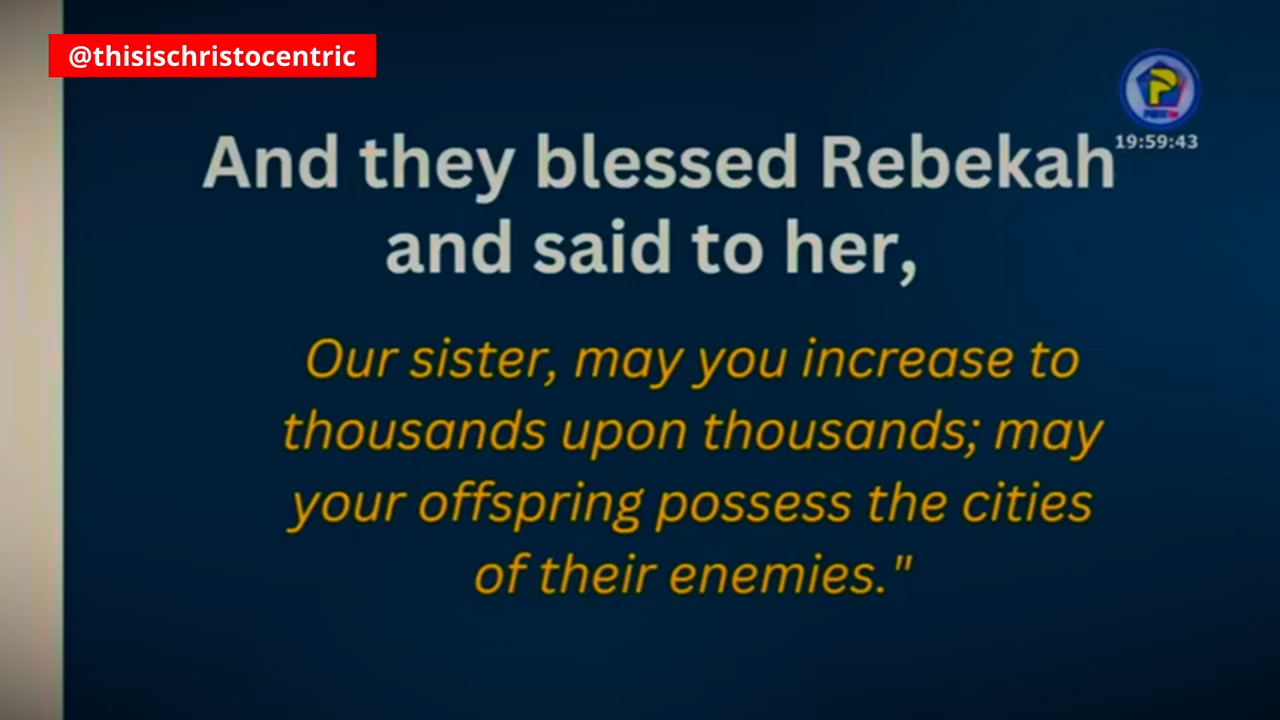 @thisischristocentric
19:59:43
And they blessed Rebekah
and said to her,
Our sister, may you increase to
thousands upon thousands; may
your offspring possess the cities
of their enemies."